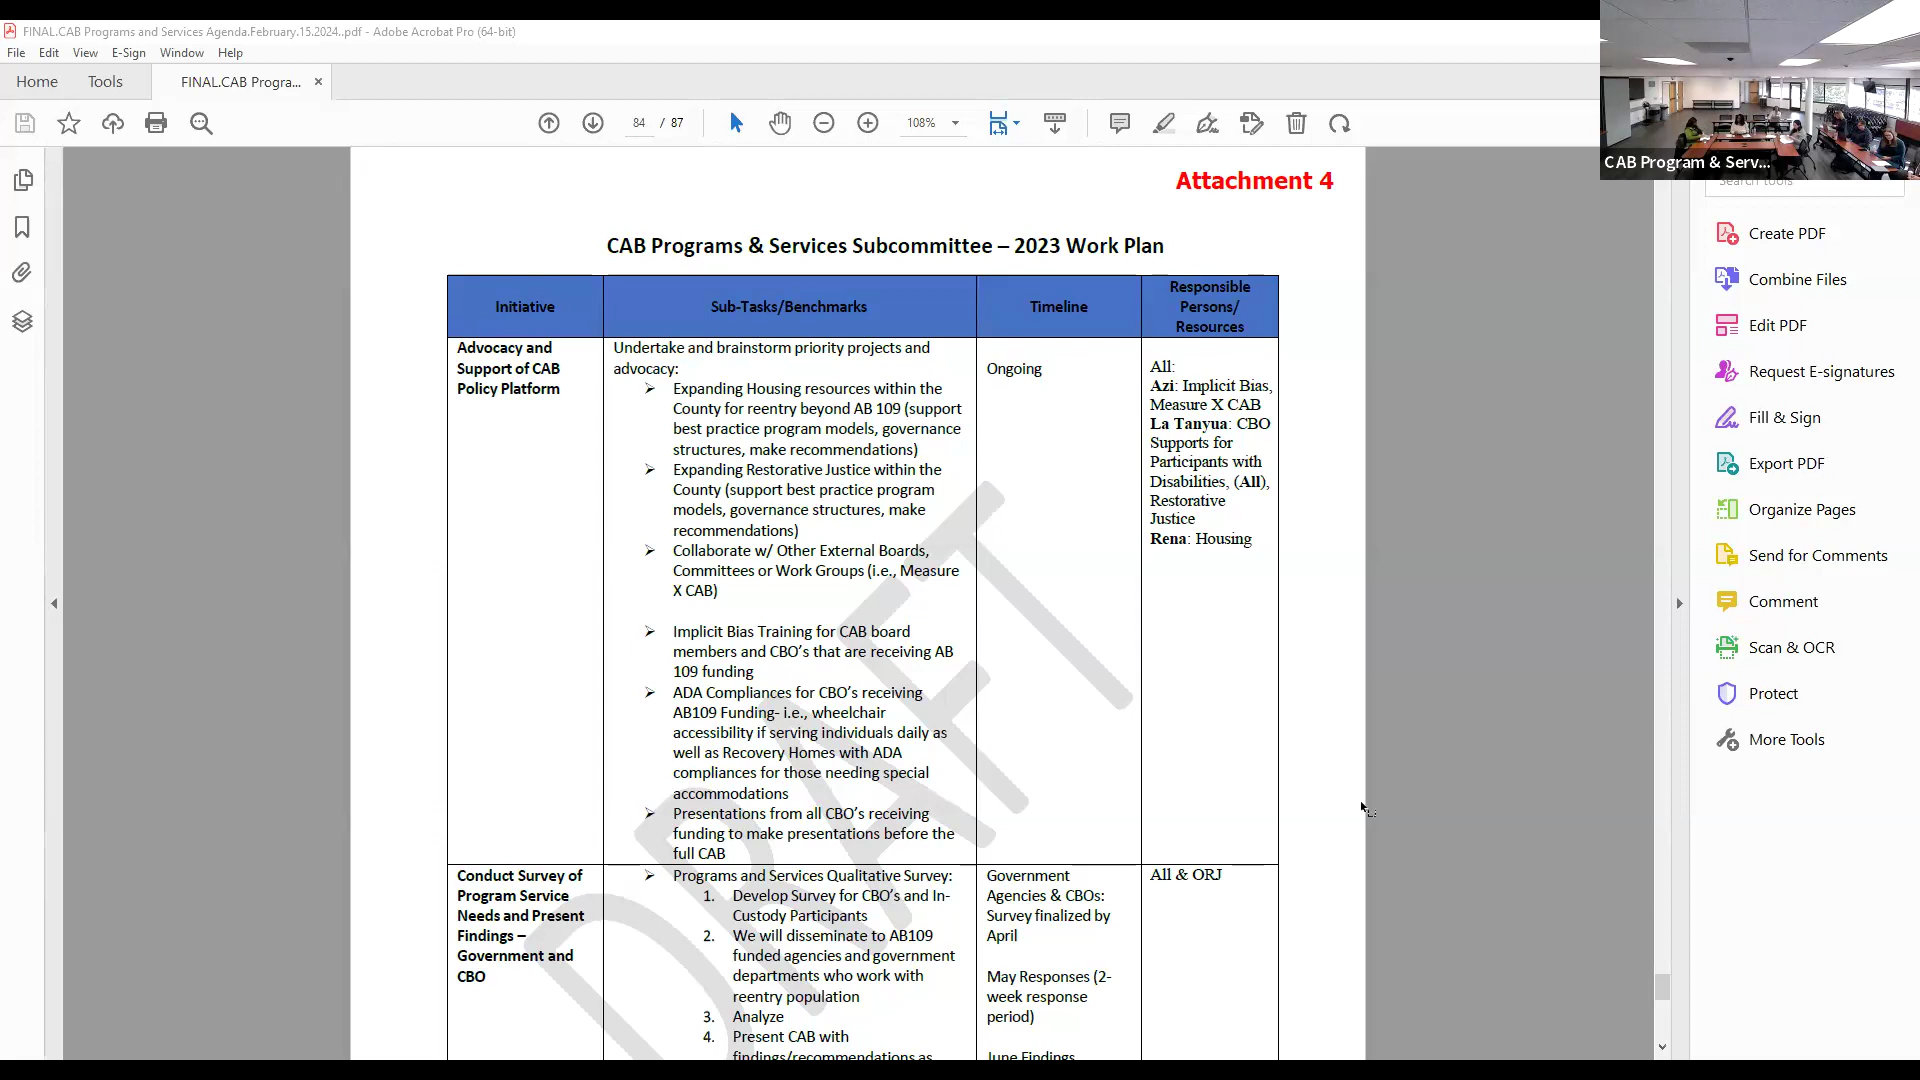 FINAL.CAB Programs and Services Agenda.February.15.2024..pdf - Adobe Acrobat Pro (64-bit)
File Edit View E-Sign Window Help
Home Tools FINAL.CAB Progra... ×
84 / 87 108%
CAB Program & Serv...
Search tools
Create PDF
Combine Files
Edit PDF
Request E-signatures
Fill & Sign
Export PDF
Organize Pages
Send for Comments
Comment
Scan & OCR
Protect
More Tools
Attachment 4
CAB Programs & Services Subcommittee – 2023 Work Plan
Initiative
Sub-Tasks/Benchmarks
Timeline
Responsible
Persons/
Resources
Advocacy and
Support of CAB
Policy Platform
Undertake and brainstorm priority projects and
advocacy:
➢ Expanding Housing resources within the
County for reentry beyond AB 109 (support
best practice program models, governance
structures, make recommendations)
➢ Expanding Restorative Justice within the
County (support best practice program
models, governance structures, make
recommendations)
➢ Collaborate w/ Other External Boards,
Committees or Work Groups (i.e., Measure
X CAB)
➢ Implicit Bias Training for CAB board
members and CBO’s that are receiving AB
109 funding
➢ ADA Compliances for CBO’s receiving
AB109 Funding- i.e., wheelchair
accessibility if serving individuals daily as
well as Recovery Homes with ADA
compliances for those needing special
accommodations
➢ Presentations from all CBO’s receiving
funding to make presentations before the
full CAB
Ongoing
All:
Azi: Implicit Bias,
Measure X CAB
La Tanyua: CBO
Supports for
Participants with
Disabilities, (All),
Restorative
Justice
Rena: Housing
Conduct Survey of
Program Service
Needs and Present
Findings –
Government and
CBO
➢ Programs and Services Qualitative Survey:
1. Develop Survey for CBO’s and In-
Custody Participants
2. We will disseminate to AB109
funded agencies and government
departments who work with
reentry population
3. Analyze
4. Present CAB with
findings/recommendations as
Government
Agencies & CBOs:
Survey finalized by
April
May Responses (2-
week response
period)
June Findings
All & ORJ
DRAFT